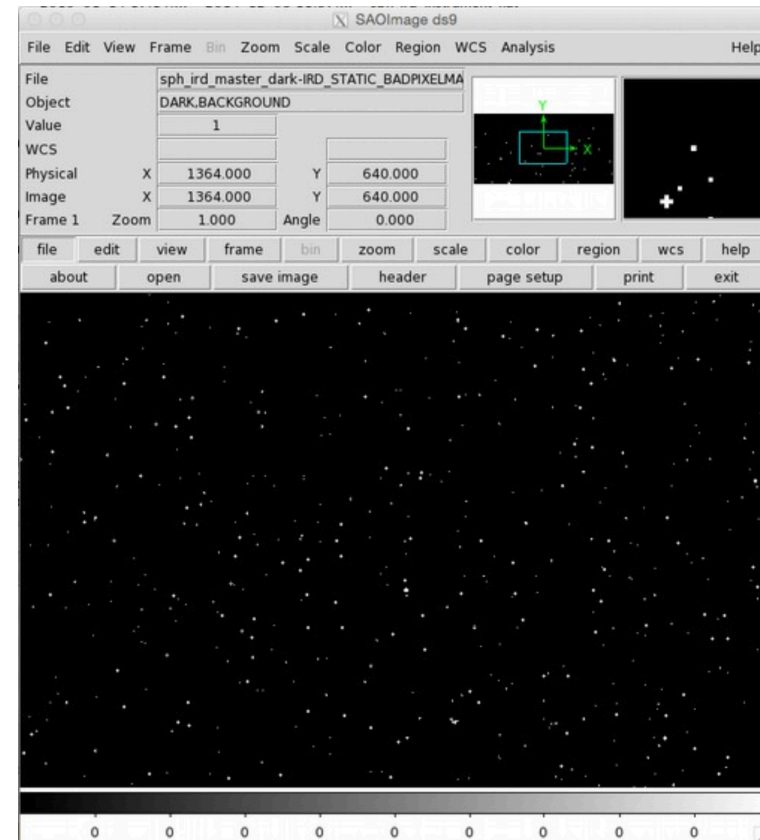 SAOImage ds9
File Edit View Frame Bin Zoom Scale Color Region WCS Analysis Help
File sph_ird_master_dark-IRD_STATIC_BADPIXELMA
Object DARK,BACKGROUND
Value 1
WCS
Physical X 1364.000 Y 640.000
Image X 1364.000 Y 640.000
Frame 1 Zoom 1.000 Angle 0.000
Y
X
file edit view frame bin zoom scale color region wcs help
about open save image header page setup print exit
0 0 0 0 0 0 0 0 0